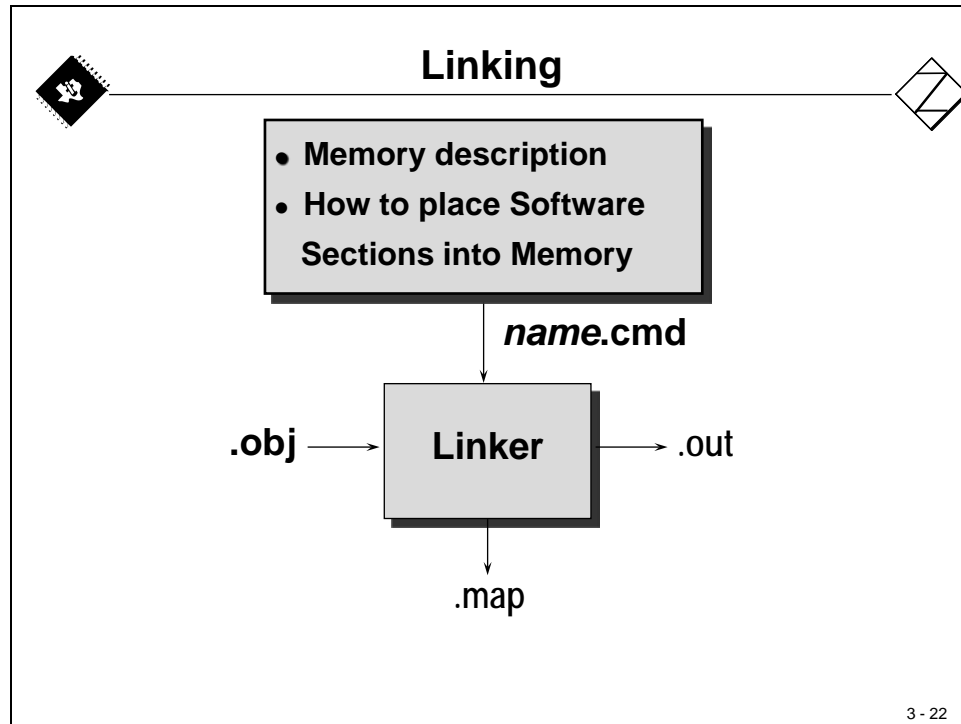 Linking
● Memory description
● How to place Software
Sections into Memory
name.cmd
.obj
Linker
.out
.map
3 - 22